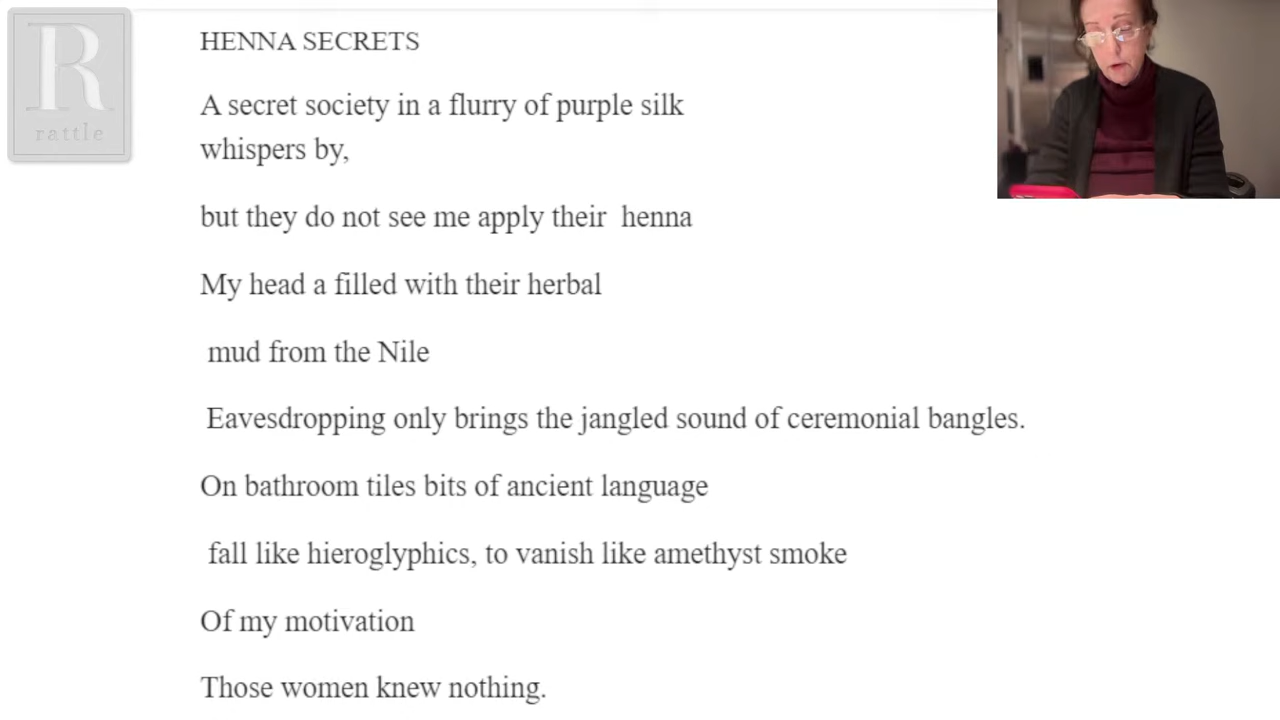 R
rattle
HENNA SECRETS
A secret society in a flurry of purple silk
whispers by,
but they do not see me apply their  henna
My head a filled with their herbal
mud from the Nile
Eavesdropping only brings the jangled sound of ceremonial bangles.
On bathroom tiles bits of ancient language
fall like hieroglyphics, to vanish like amethyst smoke
Of my motivation
Those women knew nothing.